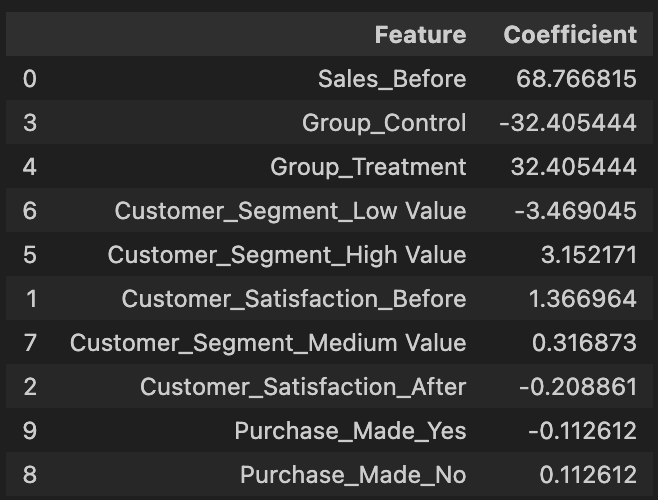 Feature Coefficient
0 Sales_Before 68.766815
3 Group_Control -32.405444
4 Group_Treatment 32.405444
6 Customer_Segment_Low Value -3.469045
5 Customer_Segment_High Value 3.152171
1 Customer_Satisfaction_Before 1.366964
7 Customer_Segment_Medium Value 0.316873
2 Customer_Satisfaction_After -0.208861
9 Purchase_Made_Yes -0.112612
8 Purchase_Made_No 0.112612